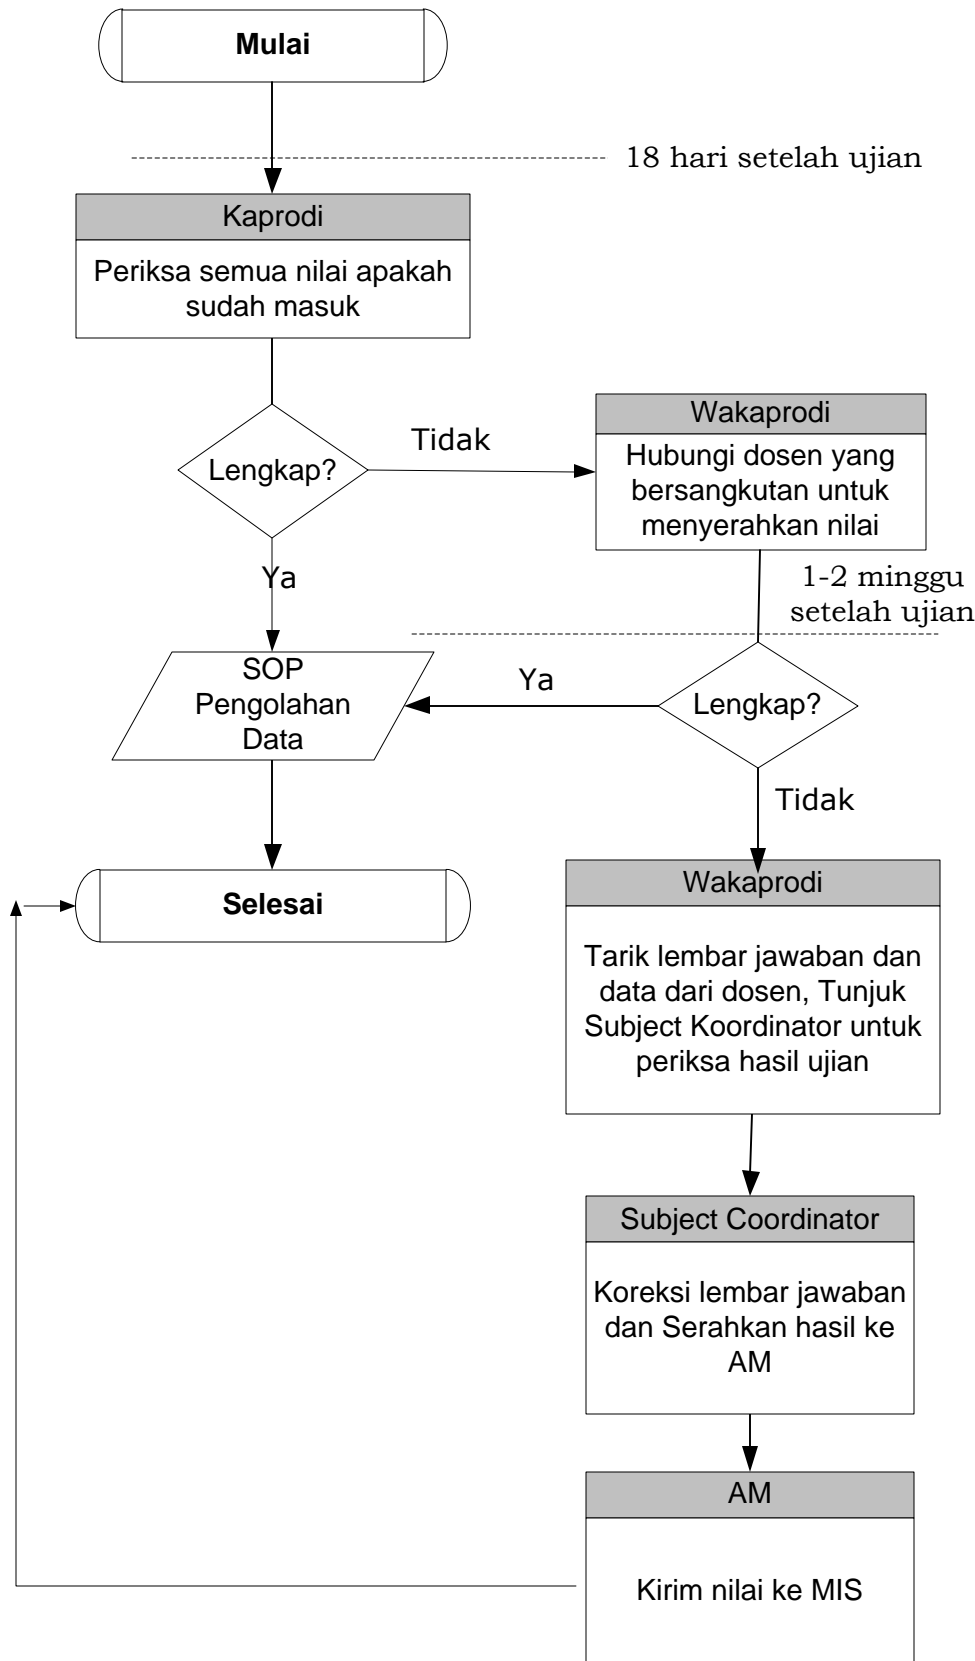 Mulai
18 hari setelah ujian
Kaprodi
Periksa semua nilai apakah
sudah masuk
Lengkap?
Tidak
Wakaprodi
Hubungi dosen yang
bersangkutan untuk
menyerahkan nilai
Ya
1-2 minggu
setelah ujian
SOP
Pengolahan
Data
Ya
Lengkap?
Tidak
Selesai
Wakaprodi
Tarik lembar jawaban dan
data dari dosen, Tunjuk
Subject Koordinator untuk
periksa hasil ujian
Subject Coordinator
Koreksi lembar jawaban
dan Serahkan hasil ke
AM
AM
Kirim nilai ke MIS